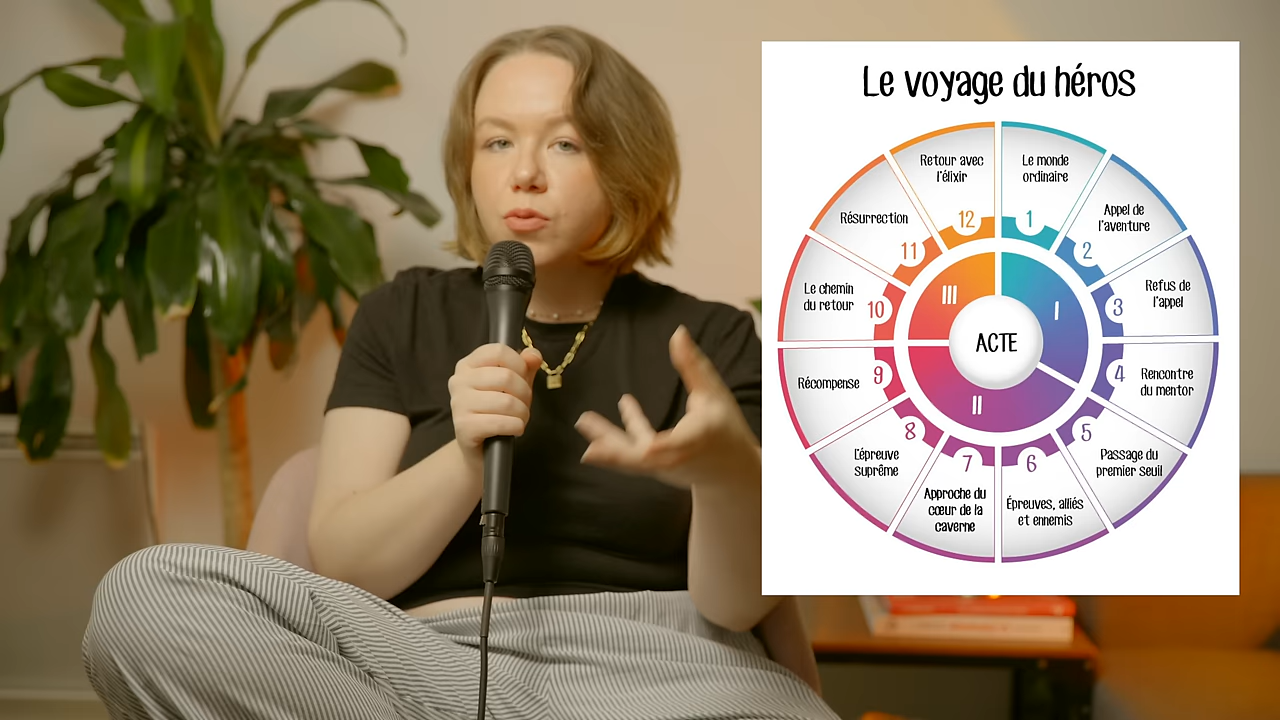 Le voyage du héros
Le monde
ordinaire
1
Appel de
l'aventure
2
Refus de
l'appel
3
Rencontre
du mentor
4
Passage du
premier seuil
5
Épreuves, alliés
et ennemis
6
Approche du
cœur de la
caverne
7
L'épreuve
suprême
8
Récompense
9
Le chemin
du retour
10
Résurrection
11
Retour avec
l'élixir
12
I
II
III
ACTE